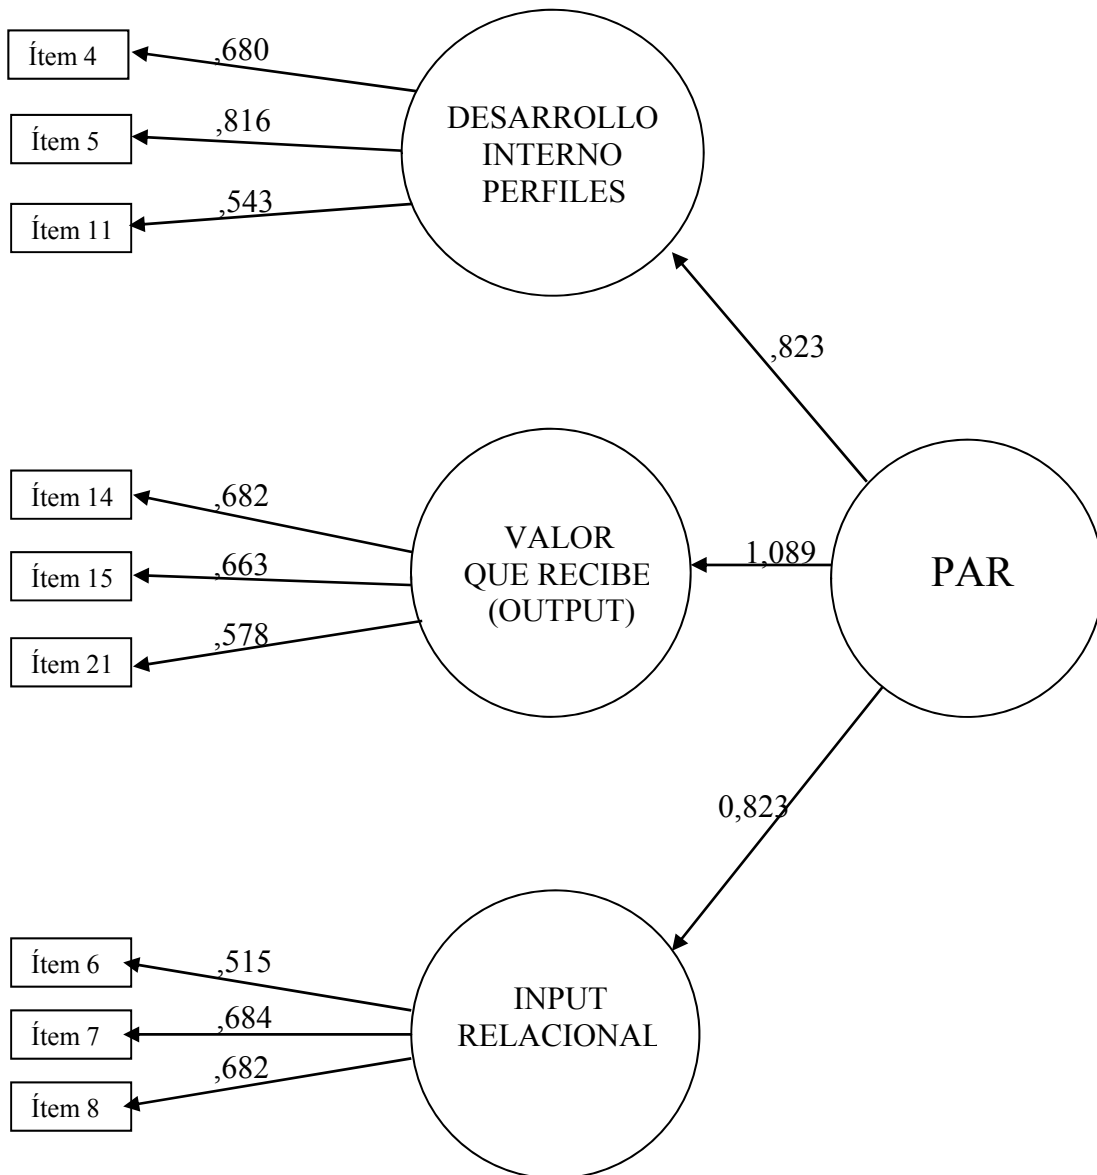 Ítem 4
,680
Ítem 5
,816
Ítem 11
,543
DESARROLLO
INTERNO
PERFILES
,823
Ítem 14
,682
Ítem 15
,663
Ítem 21
,578
VALOR
QUE RECIBE
(OUTPUT)
1,089
PAR
0,823
Ítem 6
,515
Ítem 7
,684
Ítem 8
,682
INPUT
RELACIONAL